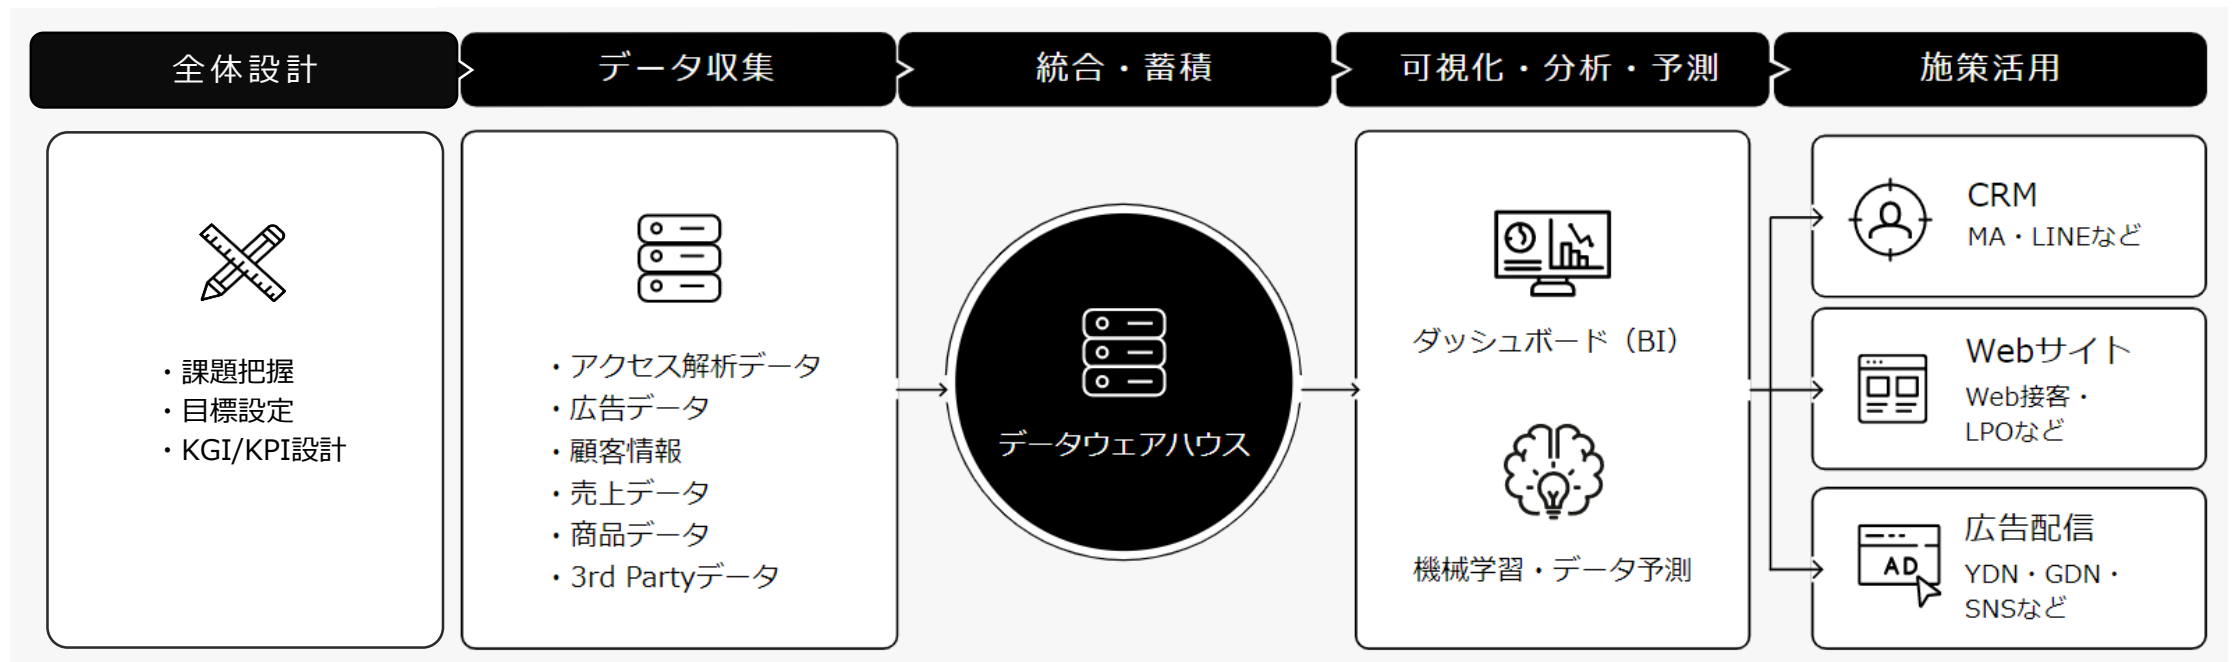 全体設計
データ収集
統合・蓄積
可視化・分析・予測
施策活用
・課題把握
・目標設定
・KGI/KPI設計
・アクセス解析データ
・広告データ
・顧客情報
・売上データ
・商品データ
・3rd Partyデータ
データウェアハウス
ダッシュボード（BI）
機械学習・データ予測
CRM
MA・LINEなど
Webサイト
Web接客・
LPOなど
AD
広告配信
YDN・GDN・
SNSなど